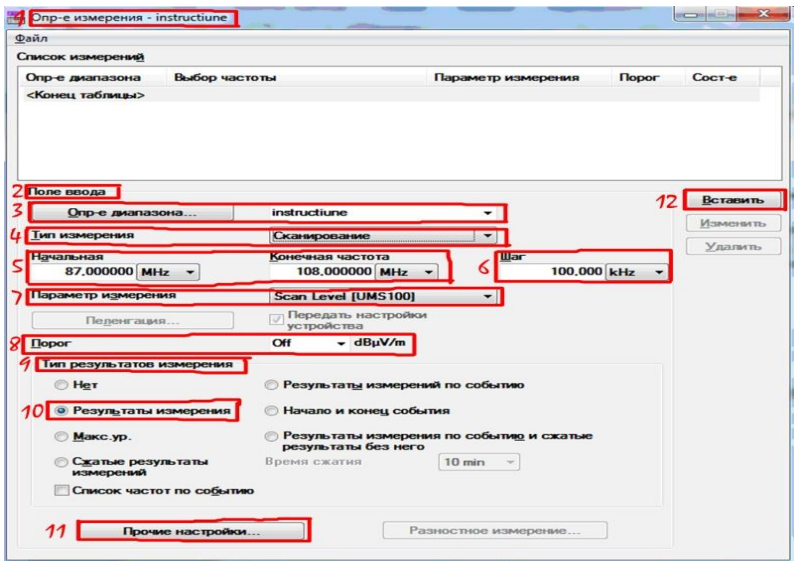 1 Опр-е измерения - instructiune
Файл
Список измерений
Опр-е диапазона Выбор частоты Параметр измерения Порог Сост-е
<Конец таблицы>
2 Поле ввода
12 Вставить
3 Опр-е диапазона... instructiune
Изменить
4 Тип измерения Сканирование
Удалить
5 Начальная Конечная частота 6 Шаг
87,000000 MHz 108,000000 MHz 100,000 kHz
7 Параметр измерения Scan Level [UMS100]
Пеленгация... Передать настройки
устройства
8 Порог Off dBµV/m
9 Тип результатов измерения
Нет Результаты измерений по событию
10 Результаты измерения Начало и конец события
Макс.ур. Результаты измерения по событию и сжатые
результаты без него
Сжатые результаты
измерений Время сжатия 10 min
Список частот по событию
11 Прочие настройки... Разностное измерение...